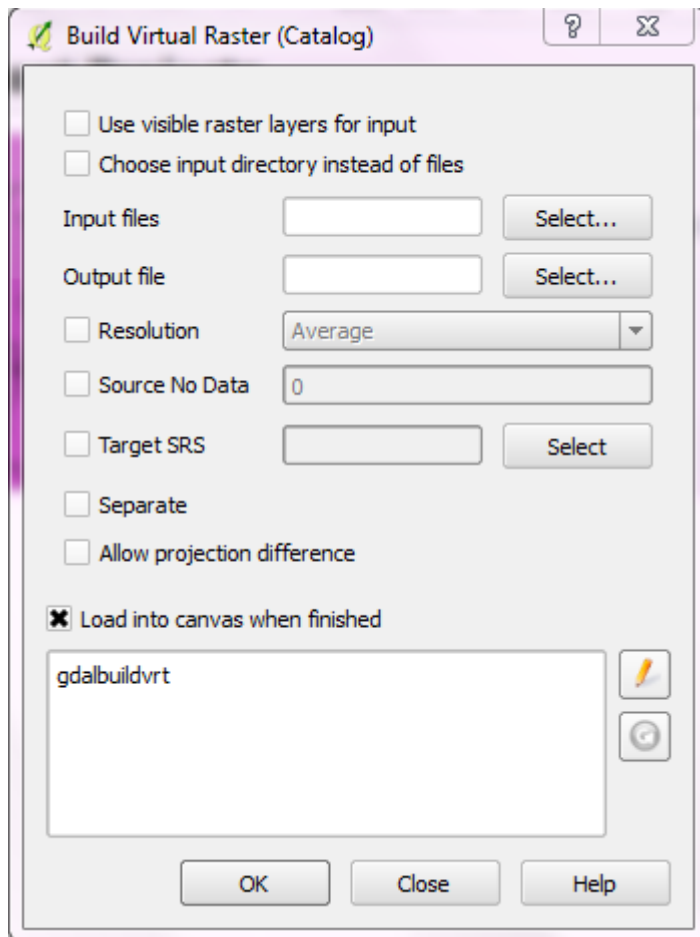 Build Virtual Raster (Catalog)
Use visible raster layers for input
Choose input directory instead of files
Input files Select...
Output file Select...
Resolution Average
Source No Data 0
Target SRS Select
Separate
Allow projection difference
Load into canvas when finished
gdalbuildvrt
OK Close Help